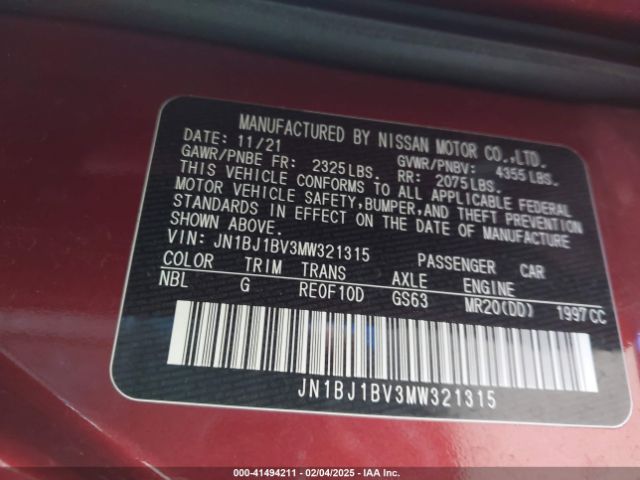 MANUFACTURED BY NISSAN MOTOR CO.,LTD.
DATE: 11/21 GVWR/PNBV: 4355LBS.
GAWR/PNBE FR: 2325LBS. RR: 2075LBS.
THIS VEHICLE CONFORMS TO ALL APPLICABLE FEDERAL
MOTOR VEHICLE SAFETY,BUMPER,AND THEFT PREVENTION
STANDARDS IN EFFECT ON THE DATE OF MANUFACTURE
SHOWN ABOVE.
VIN: JN1BJ1BV3MW321315 PASSENGER CAR
COLOR TRIM TRANS AXLE ENGINE
NBL G RE0F10D GS63 MR20(DD) 1997CC
JN1BJ1BV3MW321315
000-41494211 - 02/04/2025 - IAA Inc.